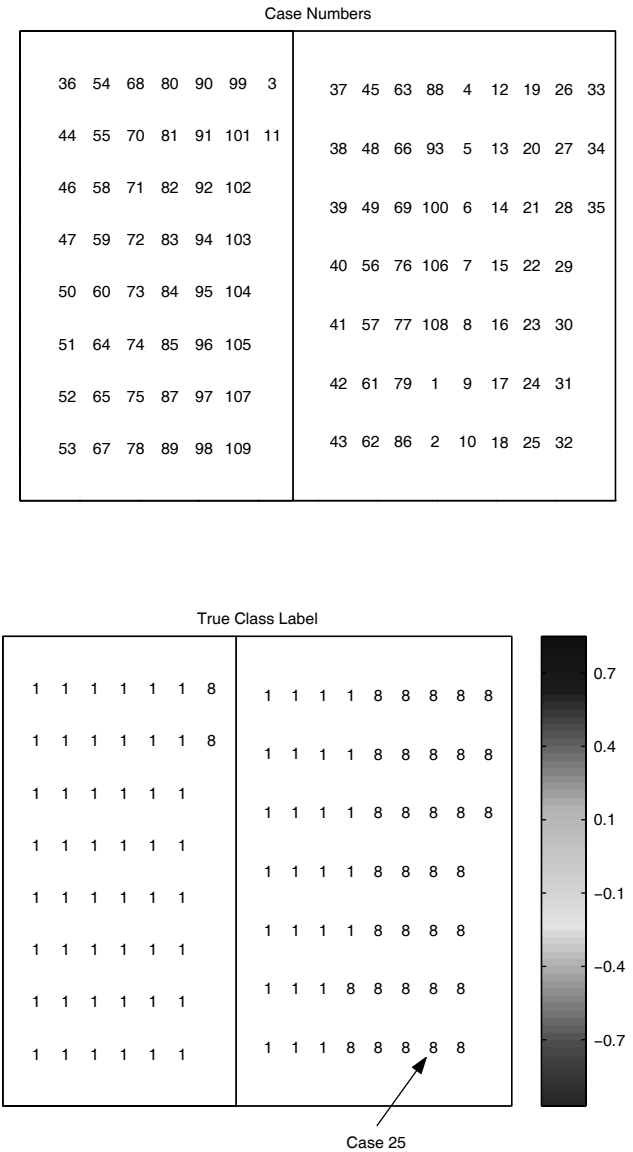 Case Numbers
36 54 68 80 90 99 3
44 55 70 81 91 101 11
46 58 71 82 92 102
47 59 72 83 94 103
50 60 73 84 95 104
51 64 74 85 96 105
52 65 75 87 97 107
53 67 78 89 98 109
37 45 63 88 4 12 19 26 33
38 48 66 93 5 13 20 27 34
39 49 69 100 6 14 21 28 35
40 56 76 106 7 15 22 29
41 57 77 108 8 16 23 30
42 61 79 1 9 17 24 31
43 62 86 2 10 18 25 32
True Class Label
1 1 1 1 1 1 8
1 1 1 1 1 1 8
1 1 1 1 1 1
1 1 1 1 1 1
1 1 1 1 1 1
1 1 1 1 1 1
1 1 1 1 1 1
1 1 1 1 1 1
1 1 1 1 8 8 8 8 8
1 1 1 1 8 8 8 8 8
1 1 1 1 8 8 8 8 8
1 1 1 1 8 8 8 8
1 1 1 1 8 8 8 8
1 1 1 8 8 8 8 8
1 1 1 8 8 8 8 8
0.7
0.4
0.1
−0.1
−0.4
−0.7
Case 25